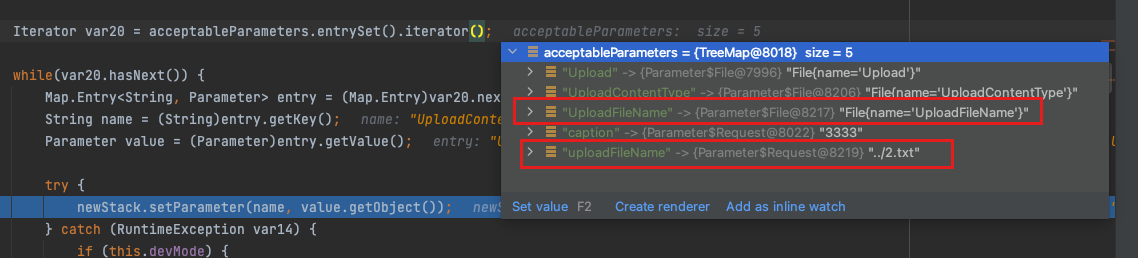 Iterator var20 = acceptableParameters.entrySet().iterator(); acceptableParameters: size = 5
acceptableParameters = {TreeMap@8018} size = 5
while(var20.hasNext()) {
"Upload" -> {Parameter$File@7996} "File{name='Upload'}"
Map.Entry<String, Parameter> entry = (Map.Entry)var20.nex
"UploadContentType" -> {Parameter$File@8206} "File{name='UploadContentType'}"
String name = (String)entry.getKey(); name: "UploadConte
"UploadFileName" -> {Parameter$File@8217} "File{name='UploadFileName'}"
Parameter value = (Parameter)entry.getValue(); entry: "U
"caption" -> {Parameter$Request@8022} "3333"
"uploadFileName" -> {Parameter$Request@8219} "../2.txt"
try {
newStack.setParameter(name, value.getObject()); newS
Set value F2 Create renderer Add as inline watch
} catch (RuntimeException var14) {
if (this.devMode) {